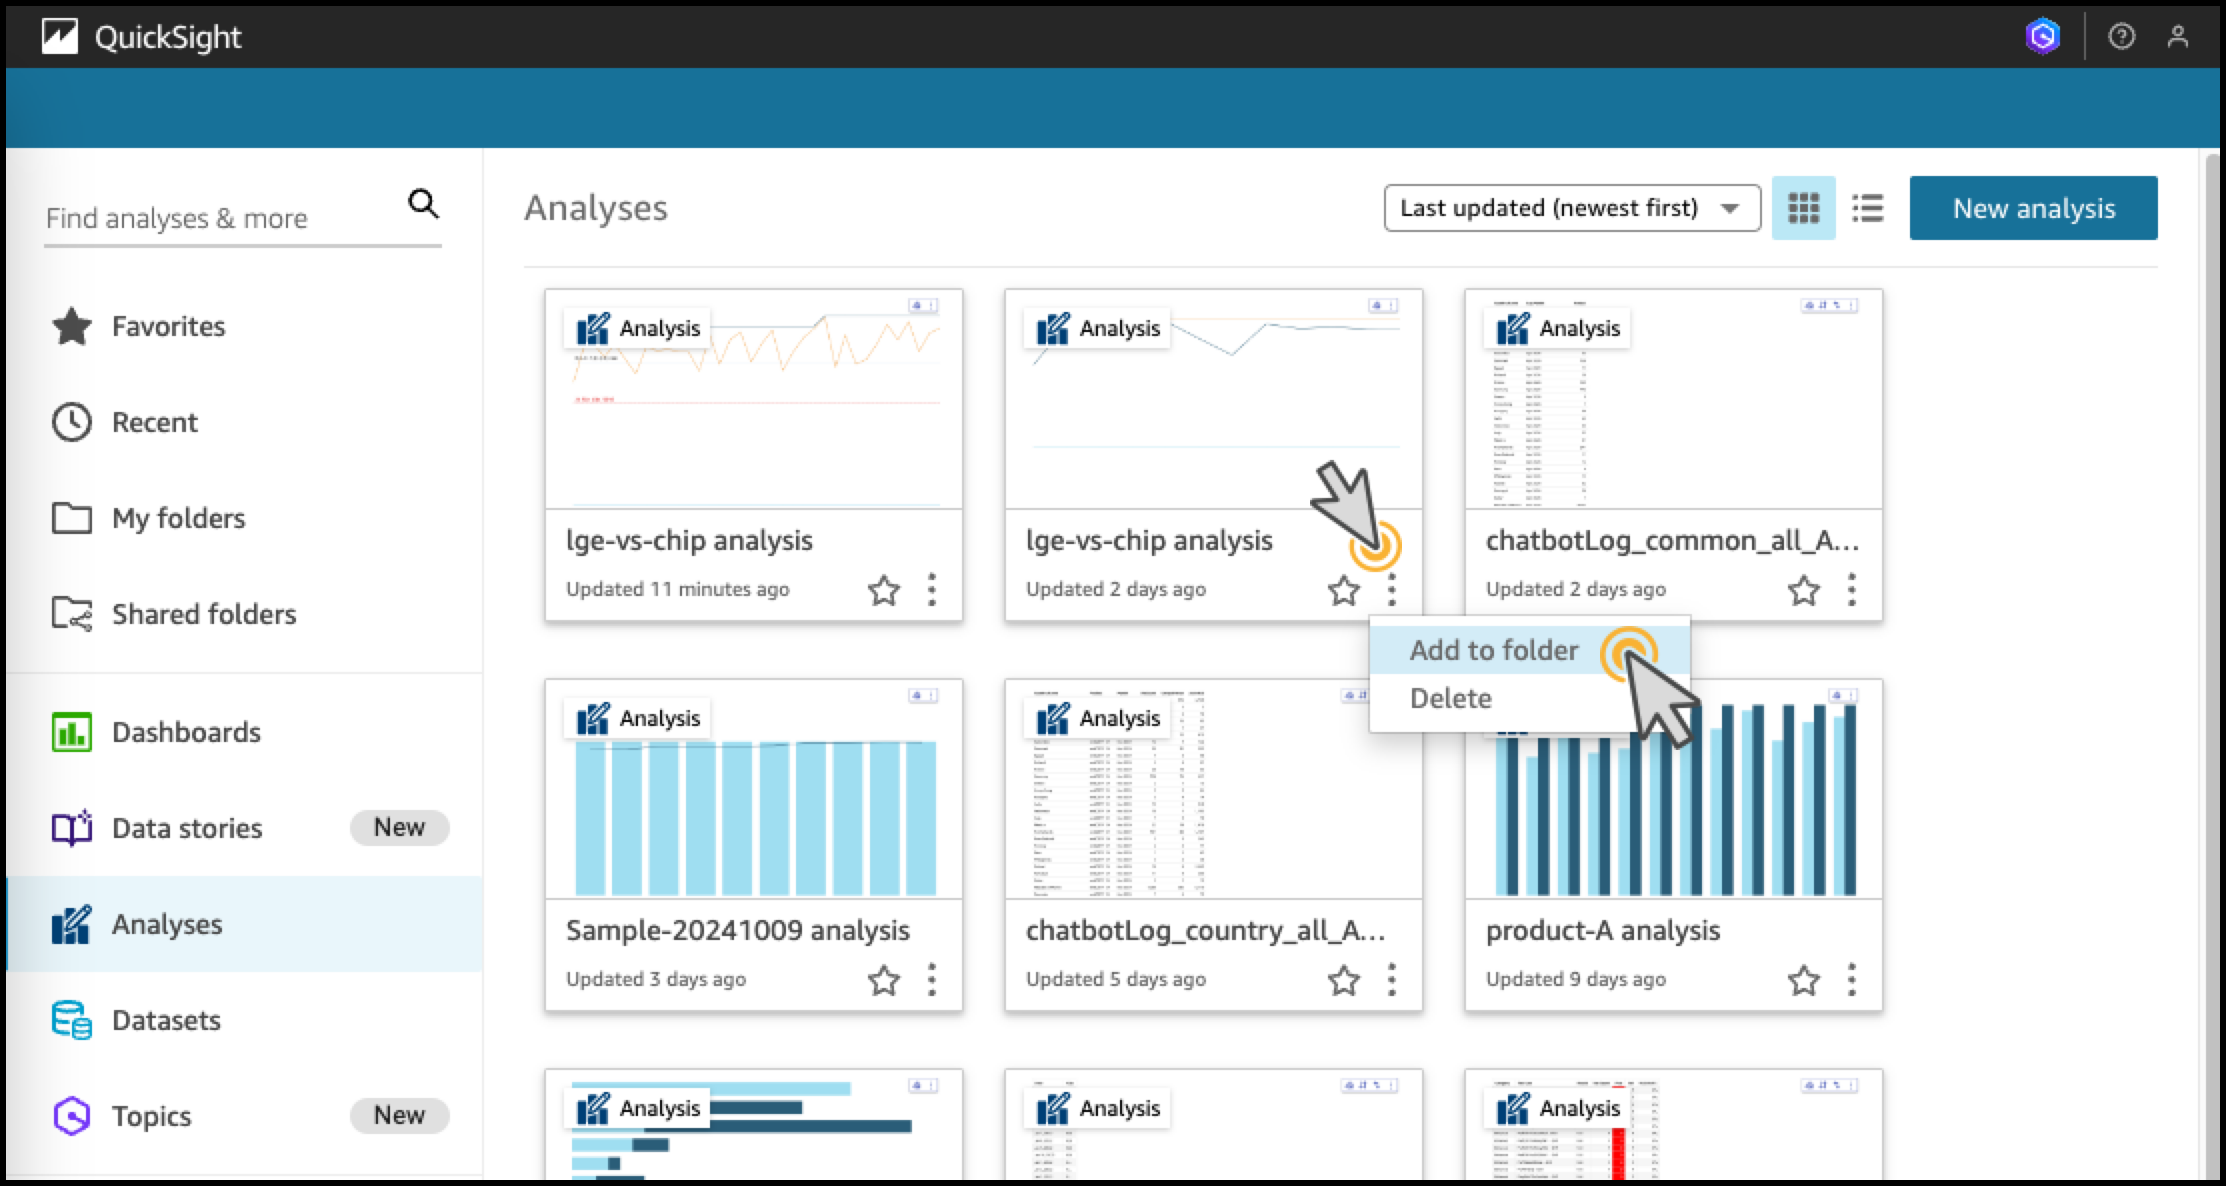 QuickSight
Find analyses & more
Favorites
Recent
My folders
Shared folders
Dashboards
Data stories
New
Analyses
Datasets
Topics
New
Analyses
Last updated (newest first)
New analysis
Analysis
lge-vs-chip analysis
Updated 11 minutes ago
Analysis
lge-vs-chip analysis
Updated 2 days ago
Analysis
chatbotLog_common_all_A...
Updated 2 days ago
Add to folder
Delete
Analysis
Sample-20241009 analysis
Updated 3 days ago
Analysis
chatbotLog_country_all_A...
Updated 5 days ago
product-A analysis
Updated 9 days ago
Analysis
Analysis
Analysis